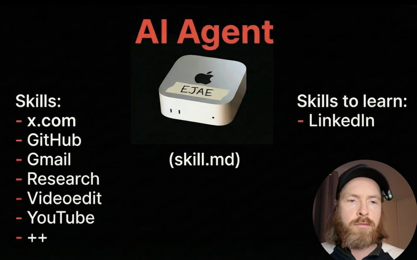 AI Agent
EJAE
(skill.md)
Skills:
- x.com
- GitHub
- Gmail
- Research
- Videoedit
- YouTube
- ++
Skills to learn:
- LinkedIn